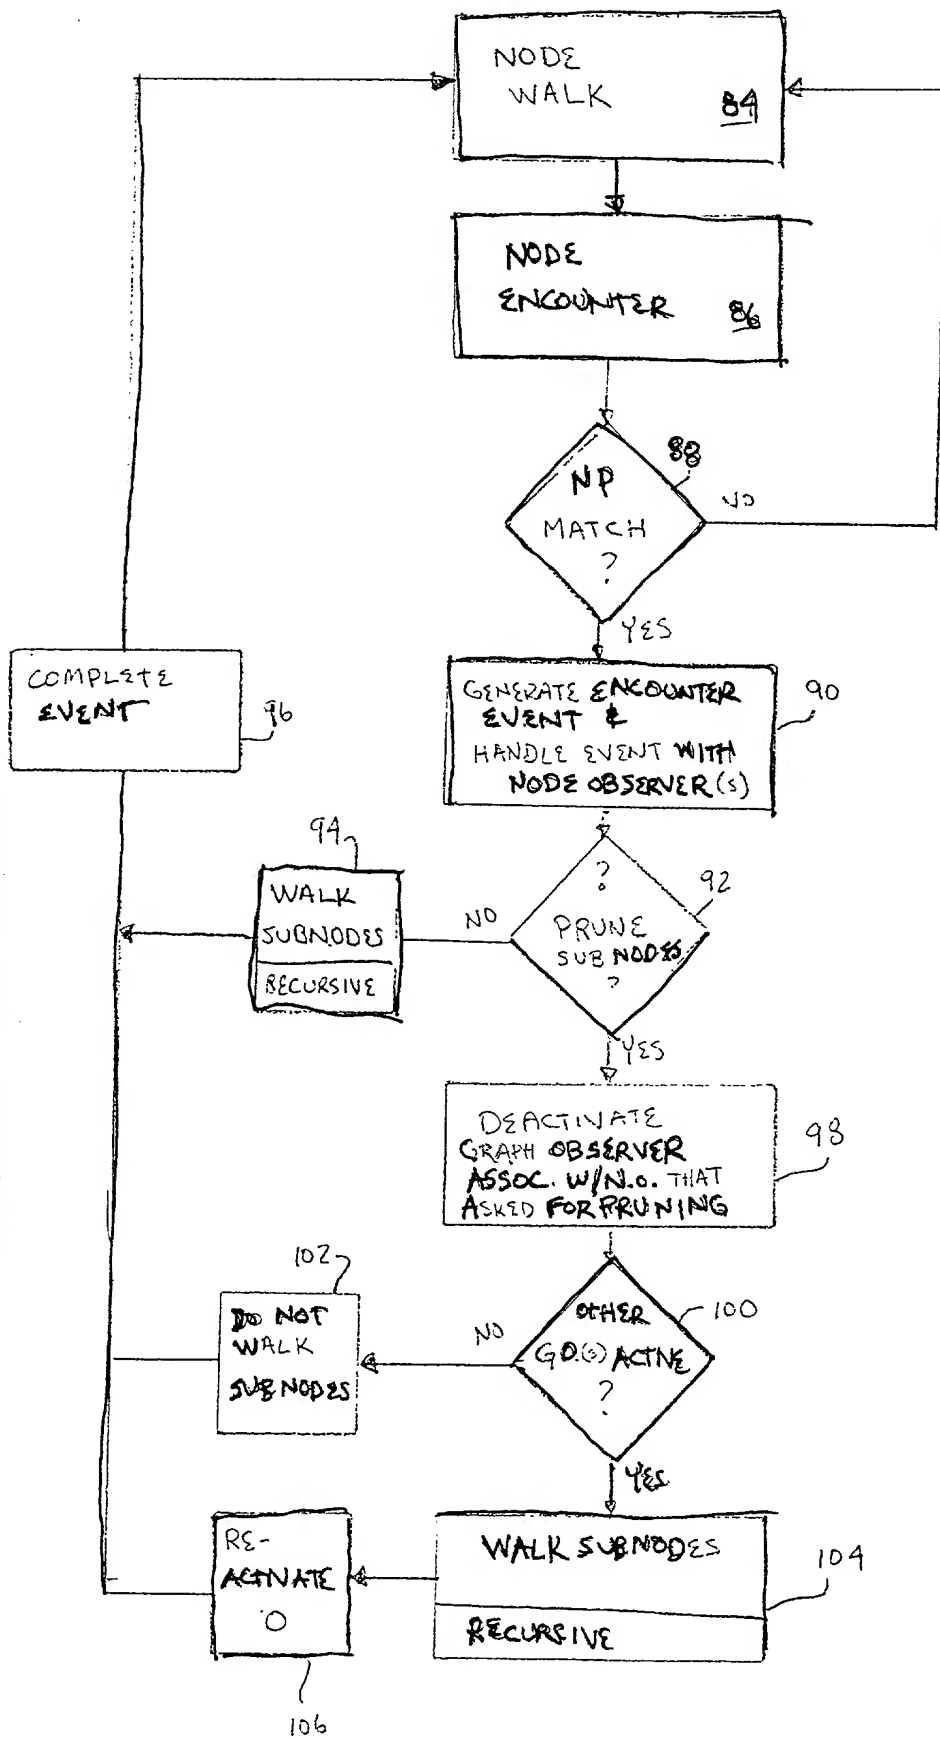 NODE
WALK
84
NODE
ENCOUNTER
86
88
NP
MATCH
?
NO
YES
GENERATE ENCOUNTER
EVENT &
HANDLE EVENT WITH
NODE OBSERVER(S)
90
COMPLETE
EVENT
96
94
WALK
SUBNODES
RECURSIVE
NO
?
PRUNE
SUB NODES
?
92
YES
DEACTIVATE
GRAPH OBSERVER
ASSOC. W/N.O. THAT
ASKED FOR PRUNING
98
102
DO NOT
WALK
SUBNODES
NO
OTHER
G.O.(s) ACTIVE
?
100
YES
WALK SUBNODES
RECURSIVE
104
RE-
ACTIVATE
O
106